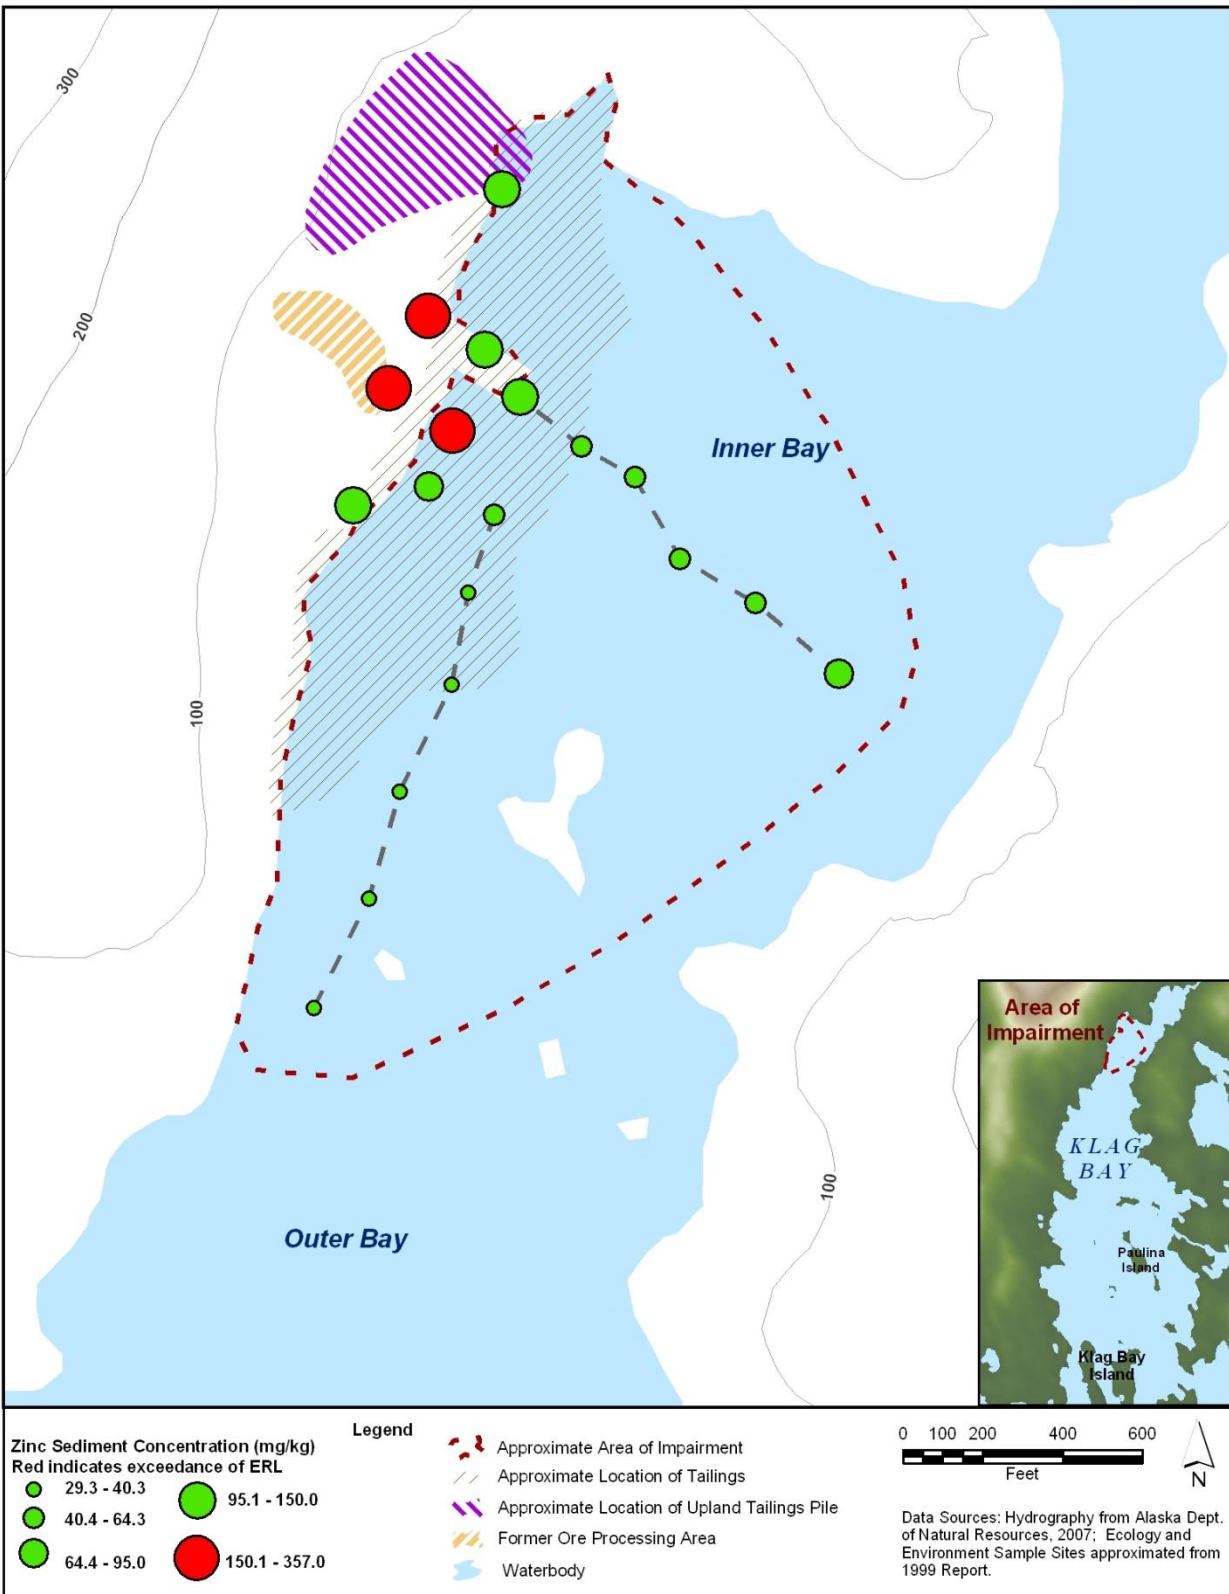 300
200
100
100
Inner Bay
Outer Bay
Area of
Impairment
KLAG
BAY
Paulina
Island
Klag Bay
Island
Legend
Zinc Sediment Concentration (mg/kg)
Red indicates exceedance of ERL
29.3 - 40.3
40.4 - 64.3
64.4 - 95.0
95.1 - 150.0
150.1 - 357.0
Approximate Area of Impairment
Approximate Location of Tailings
Approximate Location of Upland Tailings Pile
Former Ore Processing Area
Waterbody
0 100 200 400 600
Feet
N
Data Sources: Hydrography from Alaska Dept.
of Natural Resources, 2007; Ecology and
Environment Sample Sites approximated from
1999 Report.